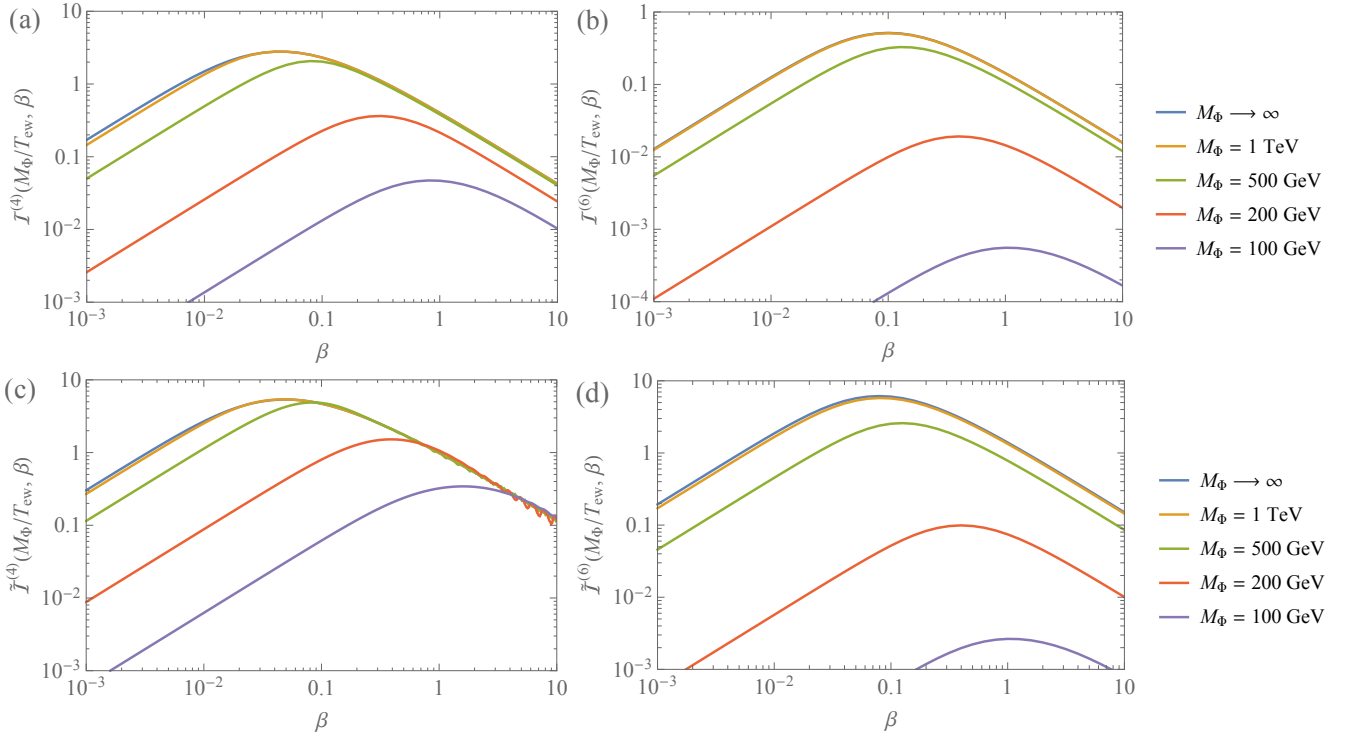 (a)
10
1
0.1
10⁻²
10⁻³
I⁽⁴⁾(M_Φ/T_ew, β)
10⁻³
10⁻²
0.1
1
10
β
(b)
1
0.1
10⁻²
10⁻³
10⁻⁴
I⁽⁶⁾(M_Φ/T_ew, β)
10⁻³
10⁻²
0.1
1
10
β
M_Φ ⟶ ∞
M_Φ = 1 TeV
M_Φ = 500 GeV
M_Φ = 200 GeV
M_Φ = 100 GeV
(c)
10
1
0.1
10⁻²
10⁻³
Ĩ⁽⁴⁾(M_Φ/T_ew, β)
10⁻³
10⁻²
0.1
1
10
β
(d)
10
1
0.1
10⁻²
10⁻³
Ĩ⁽⁶⁾(M_Φ/T_ew, β)
10⁻³
10⁻²
0.1
1
10
β
M_Φ ⟶ ∞
M_Φ = 1 TeV
M_Φ = 500 GeV
M_Φ = 200 GeV
M_Φ = 100 GeV